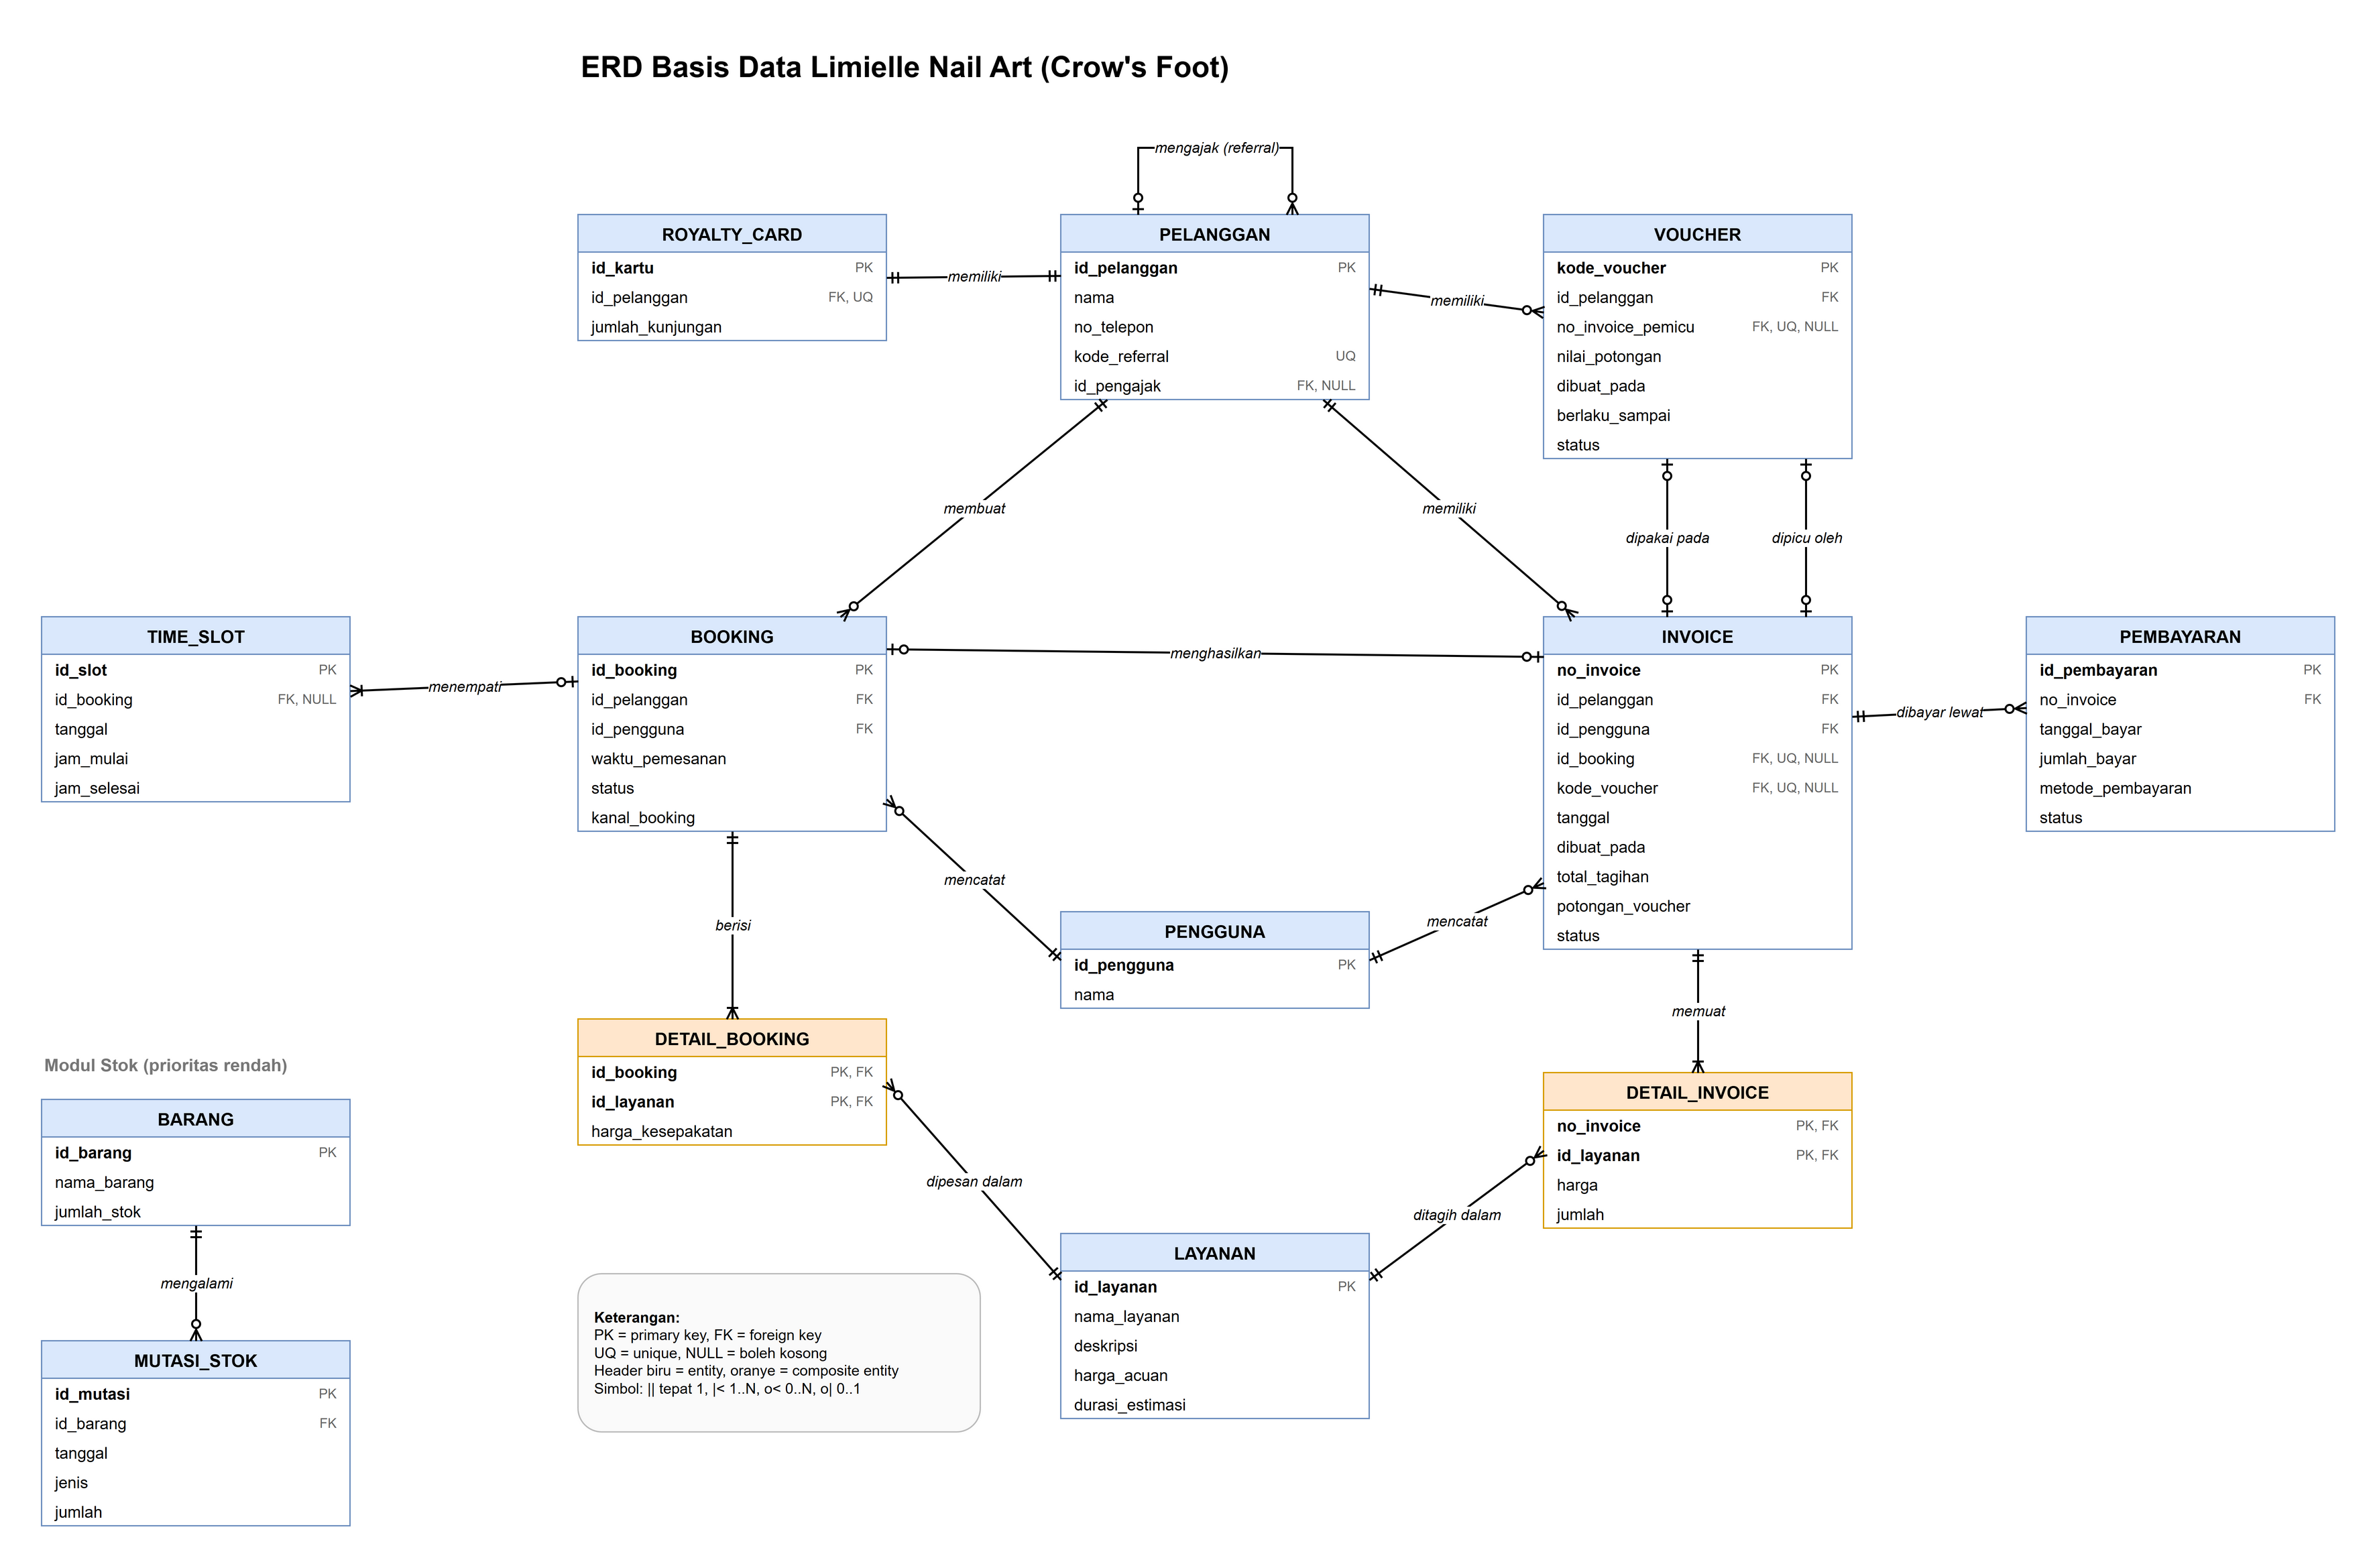 ERD Basis Data Limielle Nail Art (Crow's Foot)
mengajak (referral)
ROYALTY_CARD
id_kartu PK
id_pelanggan FK, UQ
jumlah_kunjungan
memiliki
PELANGGAN
id_pelanggan PK
nama
no_telepon
kode_referral UQ
id_pengajak FK, NULL
memiliki
VOUCHER
kode_voucher PK
id_pelanggan FK
no_invoice_pemicu FK, UQ, NULL
nilai_potongan
dibuat_pada
berlaku_sampai
status
membuat
memiliki
dipakai pada
dipicu oleh
TIME_SLOT
id_slot PK
id_booking FK, NULL
tanggal
jam_mulai
jam_selesai
menempati
BOOKING
id_booking PK
id_pelanggan FK
id_pengguna FK
waktu_pemesanan
status
kanal_booking
menghasilkan
INVOICE
no_invoice PK
id_pelanggan FK
id_pengguna FK
id_booking FK, UQ, NULL
kode_voucher FK, UQ, NULL
tanggal
dibuat_pada
total_tagihan
potongan_voucher
status
dibayar lewat
PEMBAYARAN
id_pembayaran PK
no_invoice FK
tanggal_bayar
jumlah_bayar
metode_pembayaran
status
mencatat
berisi
PENGGUNA
id_pengguna PK
nama
mencatat
memuat
DETAIL_BOOKING
id_booking PK, FK
id_layanan PK, FK
harga_kesepakatan
DETAIL_INVOICE
no_invoice PK, FK
id_layanan PK, FK
harga
jumlah
dipesan dalam
ditagih dalam
LAYANAN
id_layanan PK
nama_layanan
deskripsi
harga_acuan
durasi_estimasi
Modul Stok (prioritas rendah)
BARANG
id_barang PK
nama_barang
jumlah_stok
mengalami
MUTASI_STOK
id_mutasi PK
id_barang FK
tanggal
jenis
jumlah
Keterangan:
PK = primary key, FK = foreign key
UQ = unique, NULL = boleh kosong
Header biru = entity, oranye = composite entity
Simbol: || tepat 1, |< 1..N, o< 0..N, o| 0..1